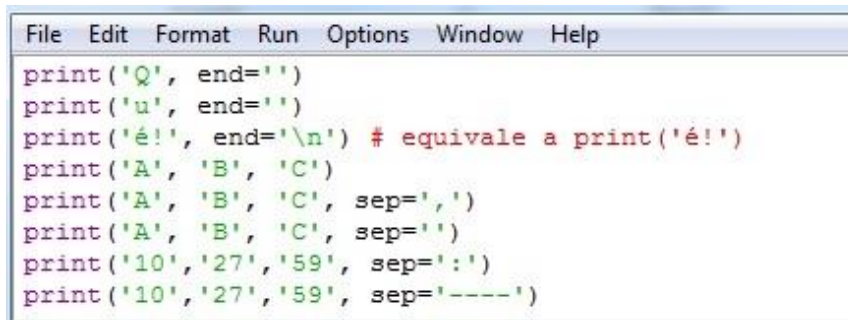 File Edit Format Run Options Window Help
print('Q', end='')
print('u', end='')
print('é!', end='\n') # equivale a print('é!')
print('A', 'B', 'C')
print('A', 'B', 'C', sep=',')
print('A', 'B', 'C', sep='')
print('10','27','59', sep=':')
print('10','27','59', sep='----')